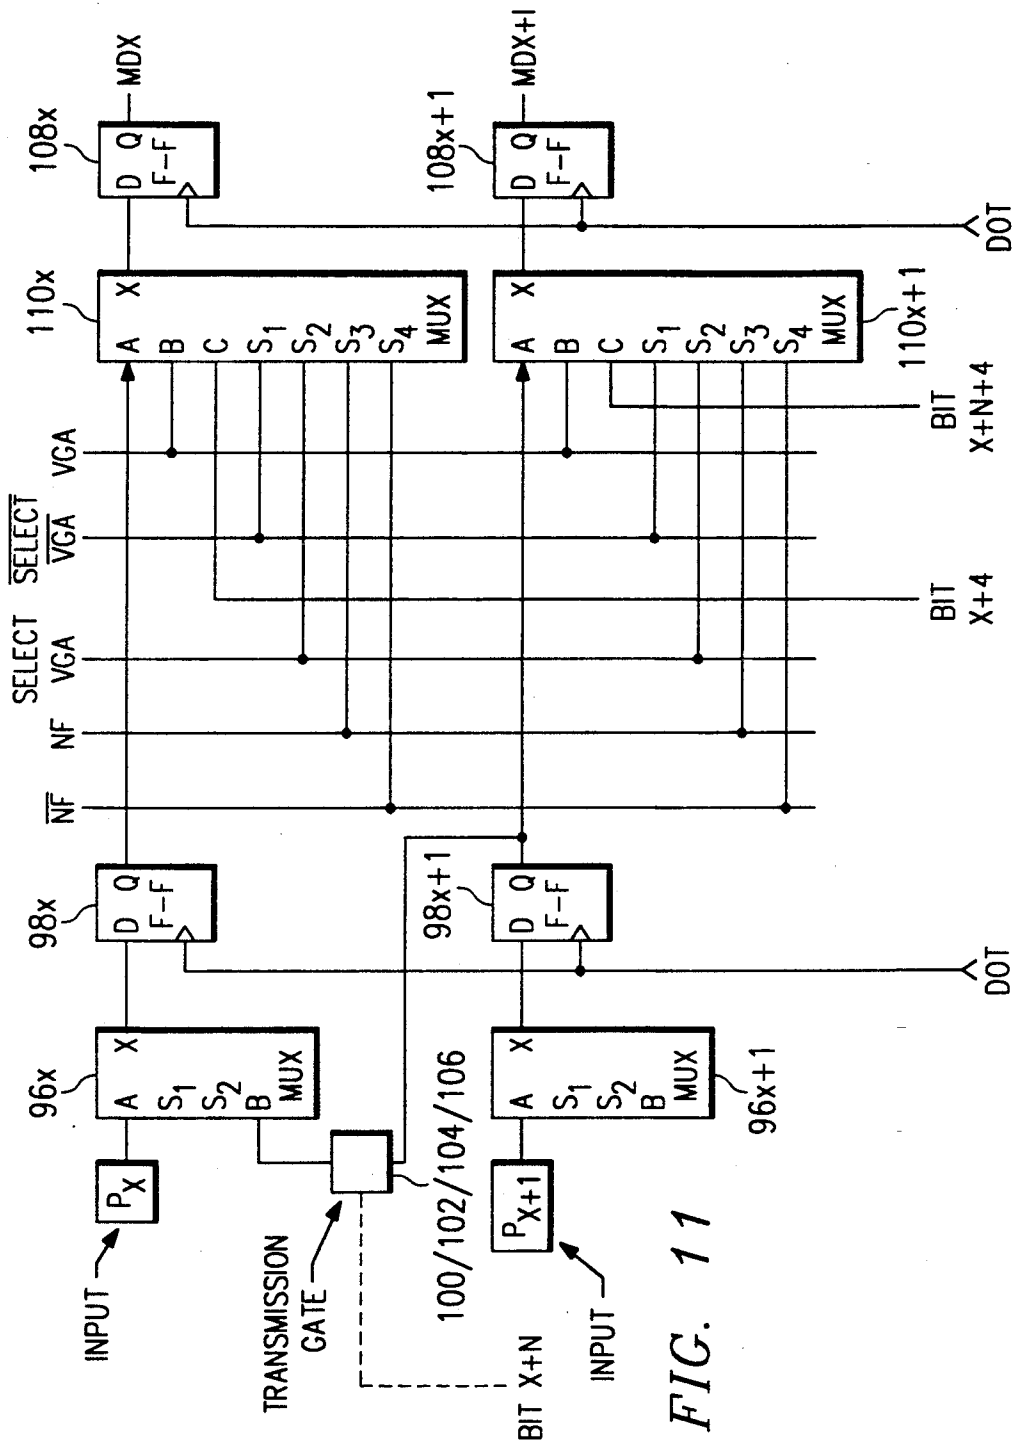 INPUT
PX
96x
A X
S1
S2
B
MUX
TRANSMISSION
GATE
100/102/104/106
BIT X+N
98x
D Q
F-F
NF
NF
SELECT
VGA
SELECT
VGA
VGA
110x
A X
B
C
S1
S2
S3
S4
MUX
108x
D Q
F-F
MDX
INPUT
PX+1
96x+1
A X
S1
S2
B
MUX
98x+1
D Q
F-F
DOT
BIT
X+4
BIT
X+N+4
110x+1
A X
B
C
S1
S2
S3
S4
MUX
108x+1
D Q
F-F
MDX+1
DOT
FIG. 11